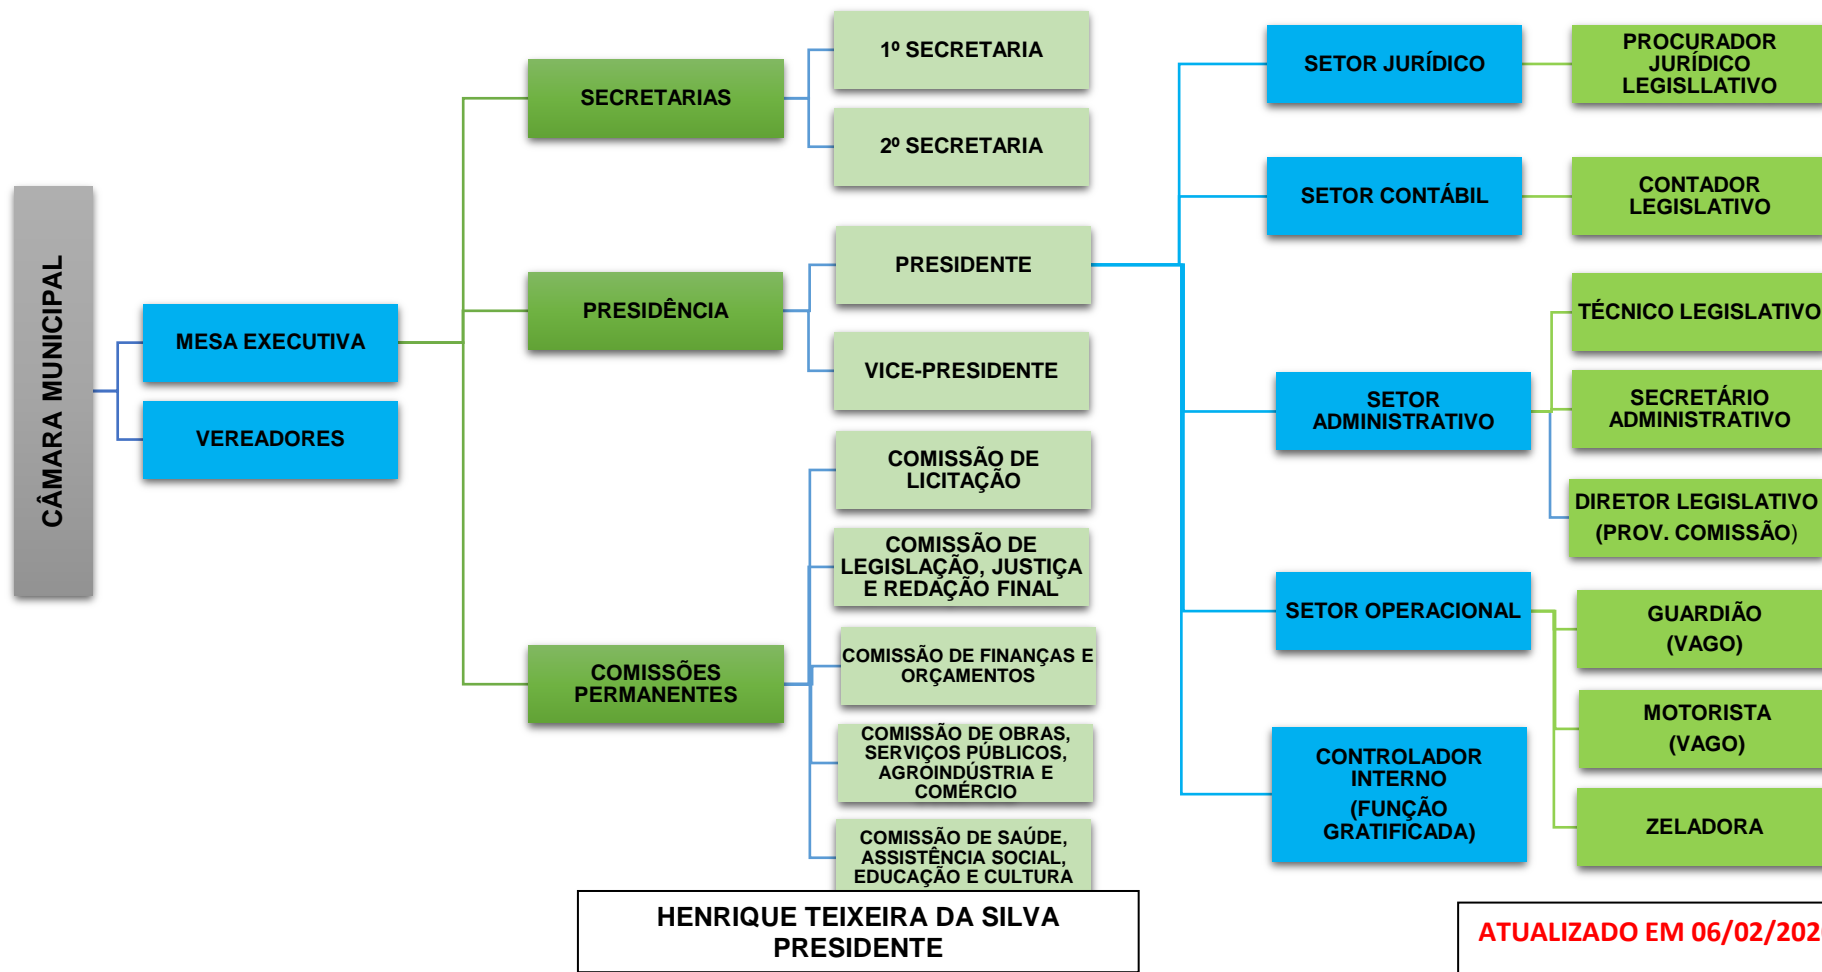 CÂMARA MUNICIPAL
MESA EXECUTIVA
VEREADORES
SECRETARIAS
PRESIDÊNCIA
COMISSÕES
PERMANENTES
1º SECRETARIA
2º SECRETARIA
PRESIDENTE
VICE-PRESIDENTE
COMISSÃO DE
LICITAÇÃO
COMISSÃO DE
LEGISLAÇÃO, JUSTIÇA
E REDAÇÃO FINAL
COMISSÃO DE FINANÇAS E
ORÇAMENTOS
COMISSÃO DE OBRAS,
SERVIÇOS PÚBLICOS,
AGROINDÚSTRIA E
COMÉRCIO
COMISSÃO DE SAÚDE,
ASSISTÊNCIA SOCIAL,
EDUCAÇÃO E CULTURA
SETOR JURÍDICO
PROCURADOR
JURÍDICO
LEGISLLATIVO
SETOR CONTÁBIL
CONTADOR
LEGISLATIVO
SETOR
ADMINISTRATIVO
TÉCNICO LEGISLATIVO
SECRETÁRIO
ADMINISTRATIVO
DIRETOR LEGISLATIVO
(PROV. COMISSÃO)
SETOR OPERACIONAL
GUARDIÃO
(VAGO)
MOTORISTA
(VAGO)
ZELADORA
CONTROLADOR
INTERNO
(FUNÇÃO
GRATIFICADA)
HENRIQUE TEIXEIRA DA SILVA
PRESIDENTE
ATUALIZADO EM 06/02/202